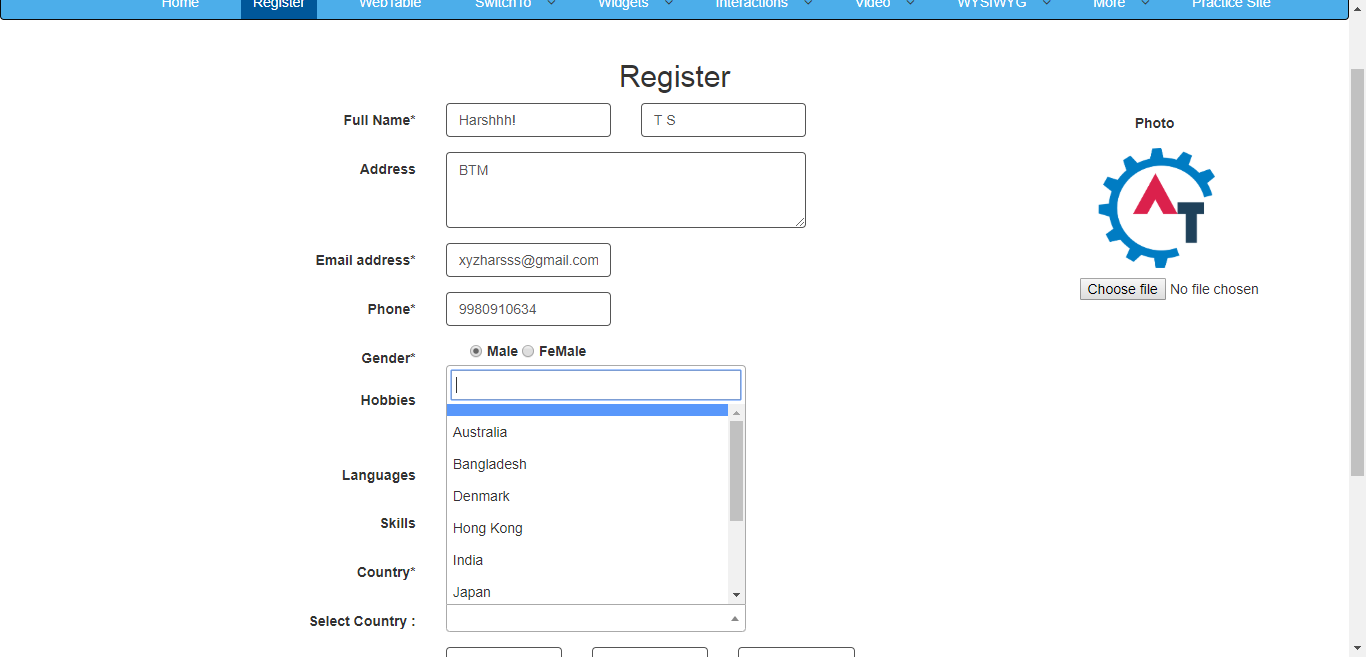 Home Register WebTable SwitchTo Widgets Interactions Video WYSIWYG More Practice Site
Register
Full Name* Harshhh! T S
Photo
Address BTM
AT
Email address* xyzharsss@gmail.com
Choose file No file chosen
Phone* 9980910634
Gender* Male FeMale
Hobbies
Australia
Bangladesh
Languages
Denmark
Skills
Hong Kong
India
Country*
Japan
Select Country :